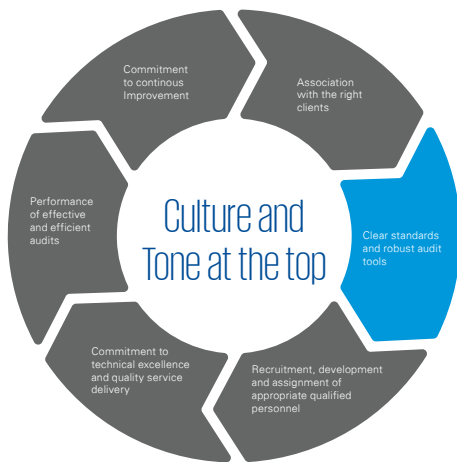 Commitment
to continous
Improvement
Association
with the right
clients
Clear standards
and robust audit
tools
Recruitment, development
and assignment of
appropriate qualified
personnel
Commitment to
technical excellence
and quality service
delivery
Performance
of effective
and efficient
audits
Culture and
Tone at the top